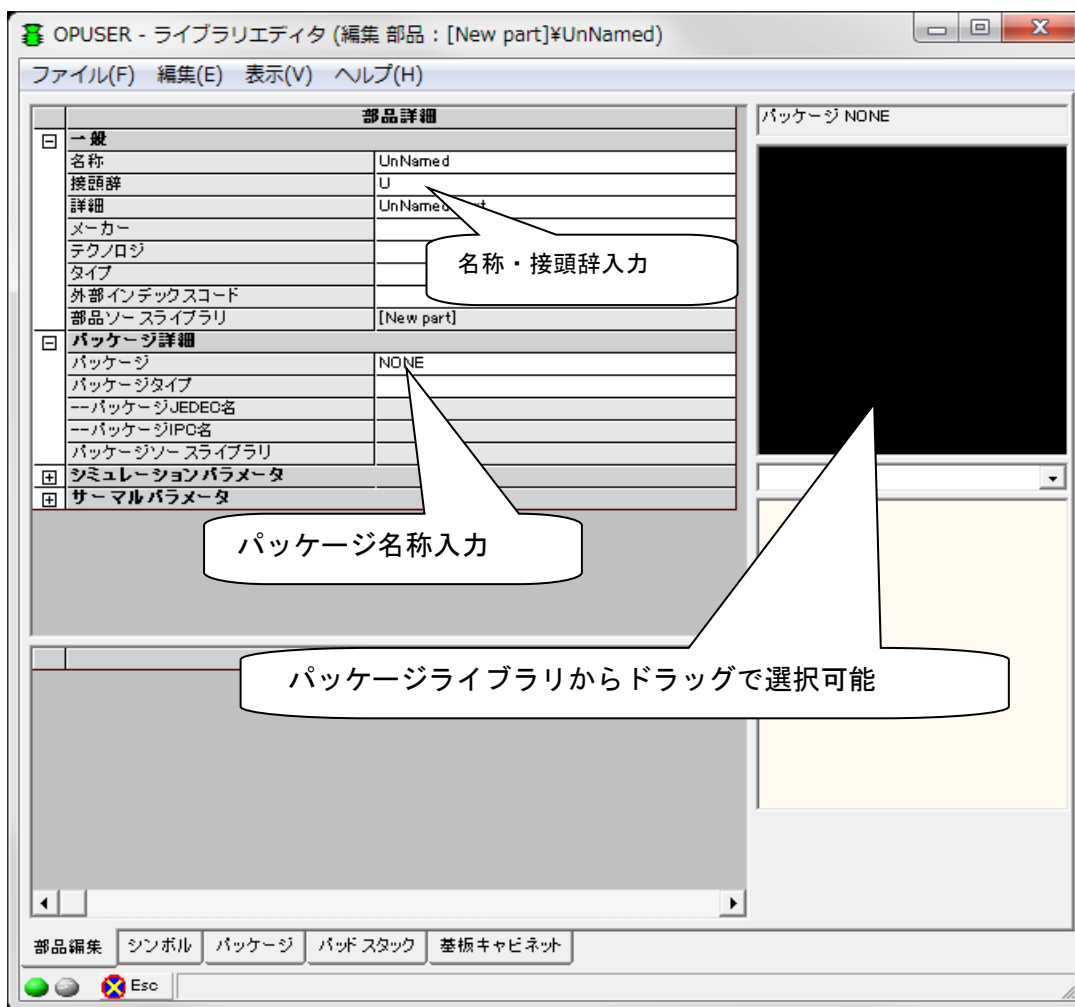 OPUSER - ライブラリエディタ (編集 部品 : [New part]¥UnNamed)
ファイル(F) 編集(E) 表示(V) ヘルプ(H)
部品詳細
一般
名称 UnNamed
接頭辞 U
詳細 UnNamed
メーカー
テクノロジ
タイプ
外部インデックスコード
部品ソースライブラリ [New part]
名称・接頭辞入力
パッケージ詳細
パッケージ NONE
パッケージタイプ
--パッケージJEDEC名
--パッケージIPC名
パッケージソースライブラリ
シミュレーションパラメータ
サーマルパラメータ
パッケージ名称入力
パッケージ NONE
パッケージライブラリからドラッグで選択可能
部品編集 シンボル パッケージ パッドスタック 基板キャビネット
Esc